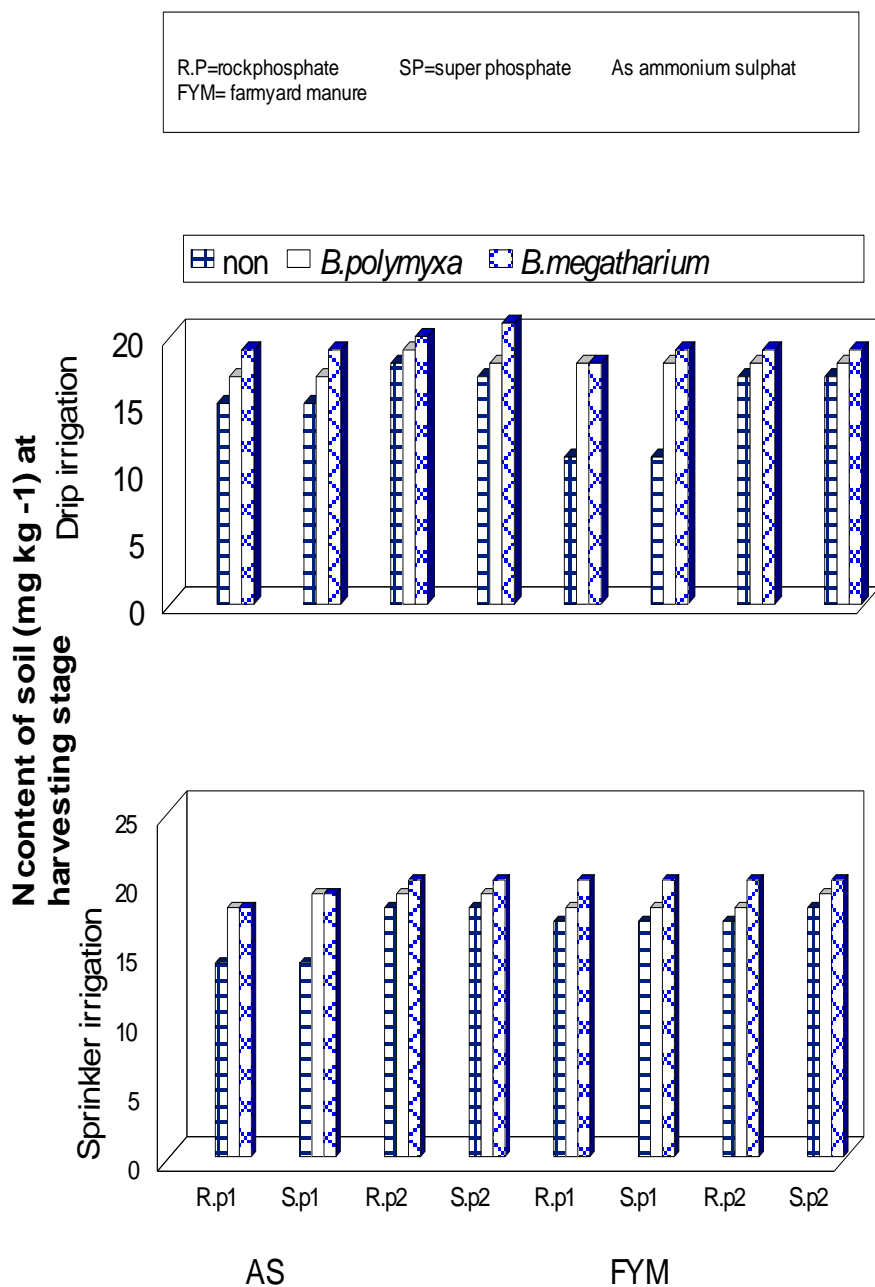 R.P=rockphosphate SP=super phosphate As ammonium sulphat
FYM= farmyard manure
non B.polymyxa B.megatharium
N content of soil (mg kg -1) at
harvesting stage
Drip irrigation
20
15
10
5
0
Sprinkler irrigation
25
20
15
10
5
0
R.p1 S.p1 R.p2 S.p2 R.p1 S.p1 R.p2 S.p2
AS FYM